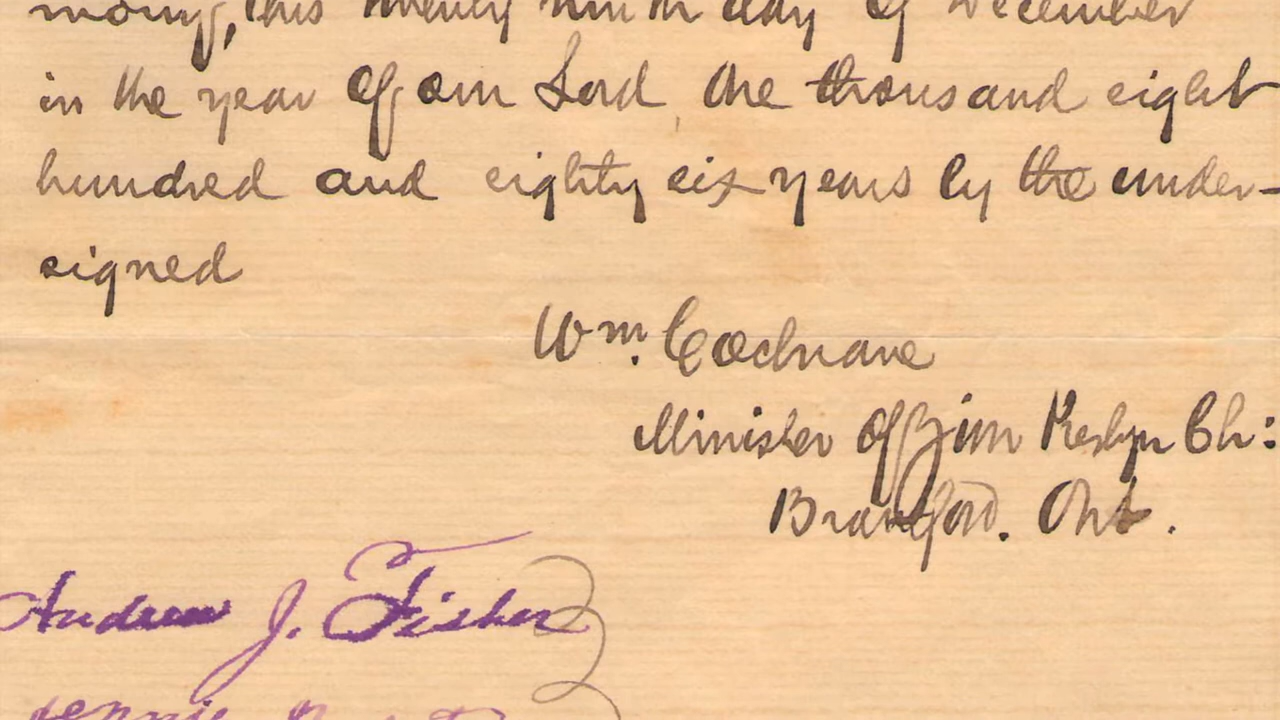 mony, this twenty ninth day of December
in the year of our Lord One thousand eight
hundred and eighty six years by the under-
signed
Wm. Cochrane
Minister of Zion Presbyn Ch:
Brantford. Ont.
Andrew J. Fisher
Jennie